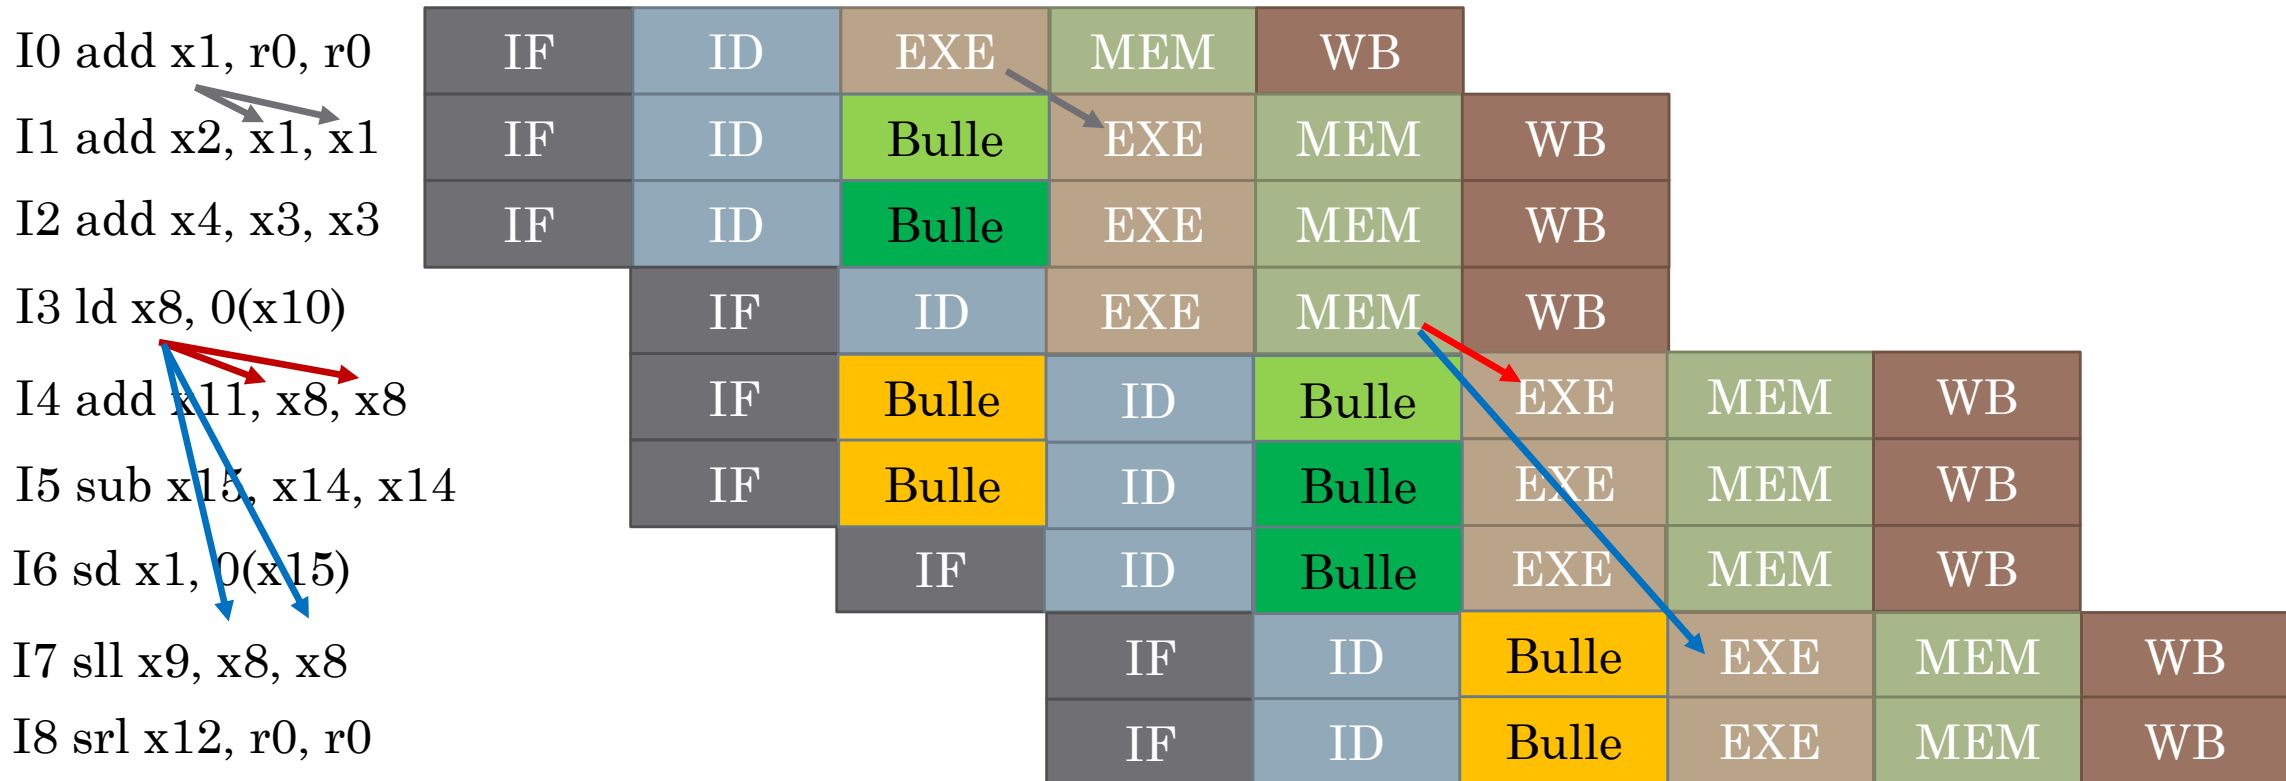 I0 add x1, r0, r0 IF ID EXE MEM WB
I1 add x2, x1, x1 IF ID Bulle EXE MEM WB
I2 add x4, x3, x3 IF ID Bulle EXE MEM WB
I3 ld x8, 0(x10) IF ID EXE MEM WB
I4 add x11, x8, x8 IF Bulle ID Bulle EXE MEM WB
I5 sub x15, x14, x14 IF Bulle ID Bulle EXE MEM WB
I6 sd x1, 0(x15) IF ID Bulle EXE MEM WB
I7 sll x9, x8, x8 IF ID Bulle EXE MEM WB
I8 srl x12, r0, r0 IF ID Bulle EXE MEM WB